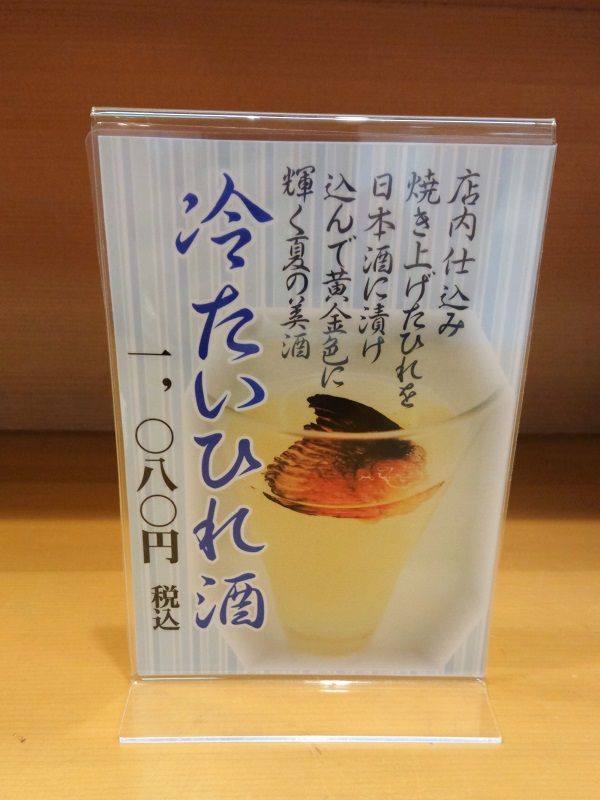 店内仕込み
焼き上げたひれを
日本酒に漬け
込んで黄金色に
輝く夏の美酒
冷たいひれ酒
一，〇八〇円 税込